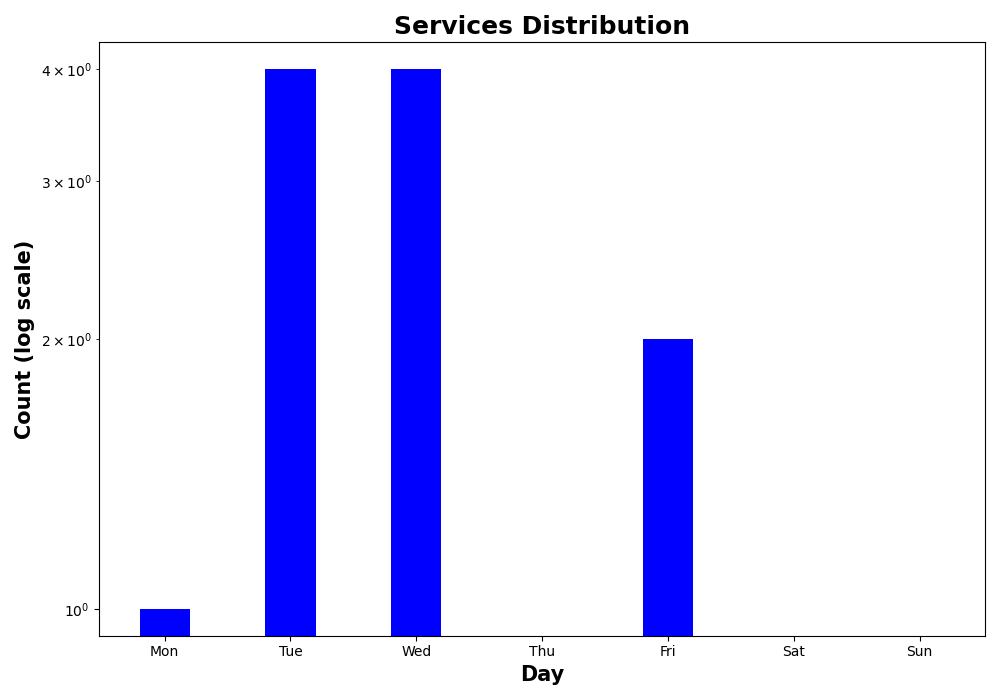 Services Distribution
Count (log scale)
4 × 10⁰
3 × 10⁰
2 × 10⁰
10⁰
Mon Tue Wed Thu Fri Sat Sun
Day